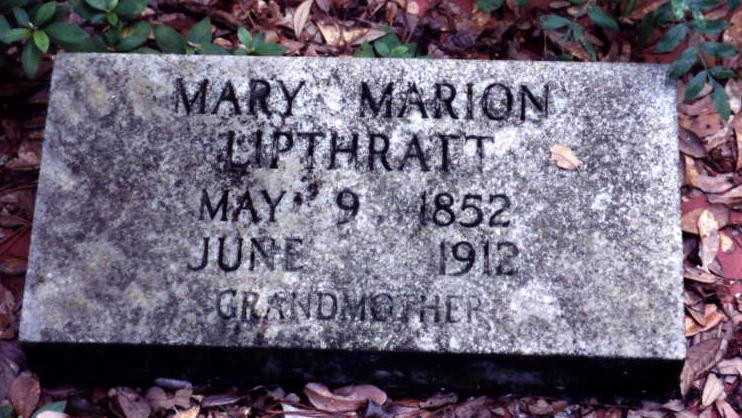 MARY MARION
LIPTHRATT
MAY 9 1852
JUNE 1912
GRANDMOTHER